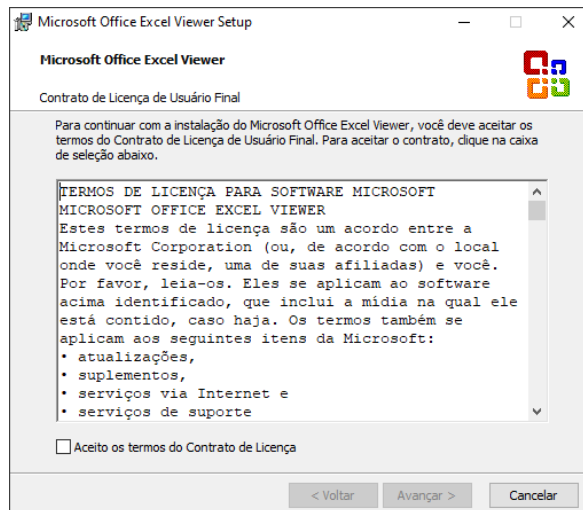 Microsoft Office Excel Viewer Setup
Microsoft Office Excel Viewer
Contrato de Licença de Usuário Final
Para continuar com a instalação do Microsoft Office Excel Viewer, você deve aceitar os
termos do Contrato de Licença de Usuário Final. Para aceitar o contrato, clique na caixa
de seleção abaixo.
TERMOS DE LICENÇA PARA SOFTWARE MICROSOFT
MICROSOFT OFFICE EXCEL VIEWER
Estes termos de licença são um acordo entre a
Microsoft Corporation (ou, de acordo com o local
onde você reside, uma de suas afiliadas) e você.
Por favor, leia-os. Eles se aplicam ao software
acima identificado, que inclui a mídia na qual ele
está contido, caso haja. Os termos também se
aplicam aos seguintes itens da Microsoft:
• atualizações,
• suplementos,
• serviços via Internet e
• serviços de suporte
Aceito os termos do Contrato de Licença
< Voltar
Avançar >
Cancelar